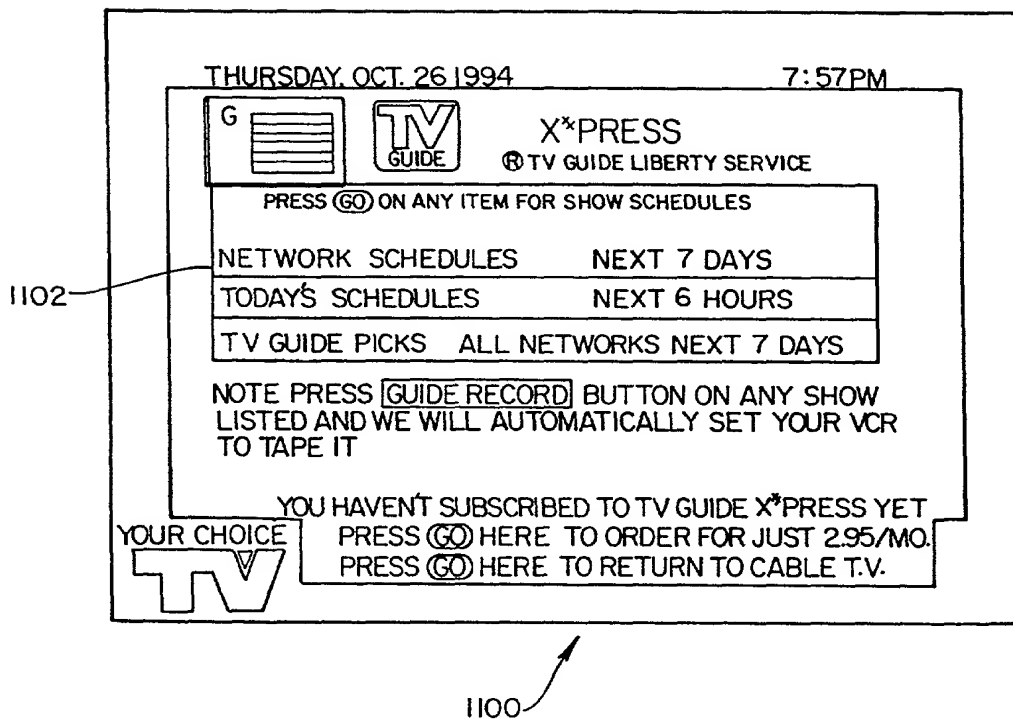 THURSDAY, OCT. 26 1994 7:57PM
G
TV GUIDE
X*PRESS
® TV GUIDE LIBERTY SERVICE
PRESS GO ON ANY ITEM FOR SHOW SCHEDULES
NETWORK SCHEDULES NEXT 7 DAYS
1102
TODAY'S SCHEDULES NEXT 6 HOURS
TV GUIDE PICKS ALL NETWORKS NEXT 7 DAYS
NOTE PRESS GUIDE RECORD BUTTON ON ANY SHOW
LISTED AND WE WILL AUTOMATICALLY SET YOUR VCR
TO TAPE IT
YOU HAVEN'T SUBSCRIBED TO TV GUIDE X*PRESS YET
YOUR CHOICE
TV
PRESS GO HERE TO ORDER FOR JUST 2.95/MO.
PRESS GO HERE TO RETURN TO CABLE T.V.
1100